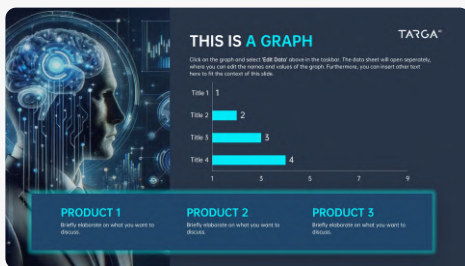 THIS IS A GRAPH
TARGA
Click on the graph and select 'Edit Data' above in the taskbar. The data sheet will open seperately,
where you can edit the names and values of the graph. Furthermore, you can insert other text
here to fit the context of this slide.
Title 1 1
Title 2 2
Title 3 3
Title 4 4
1 3 5 7 9
PRODUCT 1 PRODUCT 2 PRODUCT 3
Briefly elaborate on what you want to Briefly elaborate on what you want to Briefly elaborate on what you want to
discuss. discuss. discuss.